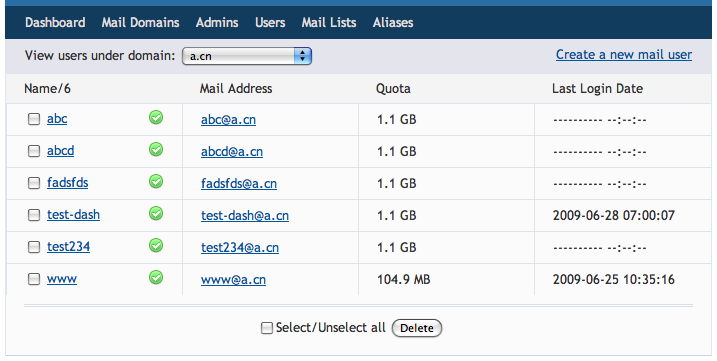 Dashboard Mail Domains Admins Users Mail Lists Aliases
View users under domain: a.cn Create a new mail user
Name/6 Mail Address Quota Last Login Date
abc abc@a.cn 1.1 GB ---------- --:--:--
abcd abcd@a.cn 1.1 GB ---------- --:--:--
fadsfds fadsfds@a.cn 1.1 GB ---------- --:--:--
test-dash test-dash@a.cn 1.1 GB 2009-06-28 07:00:07
test234 test234@a.cn 1.1 GB ---------- --:--:--
www www@a.cn 104.9 MB 2009-06-25 10:35:16
Select/Unselect all Delete